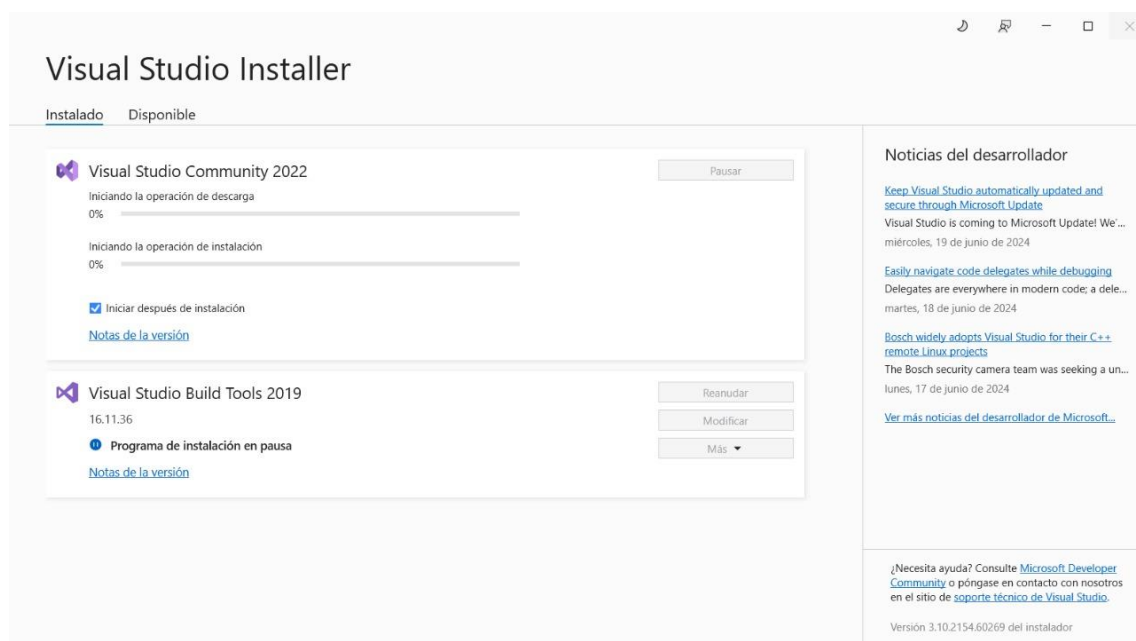 Visual Studio Installer
Instalado
Disponible
Visual Studio Community 2022
Pausar
Iniciando la operación de descarga
0%
Iniciando la operación de instalación
0%
Iniciar después de instalación
Notas de la versión
Visual Studio Build Tools 2019
Reanudar
16.11.36
Modificar
Programa de instalación en pausa
Más
Notas de la versión
Noticias del desarrollador
Keep Visual Studio automatically updated and
secure through Microsoft Update
Visual Studio is coming to Microsoft Update! We´...
miércoles, 19 de junio de 2024
Easily navigate code delegates while debugging
Delegates are everywhere in modern code; a dele...
martes, 18 de junio de 2024
Bosch widely adopts Visual Studio for their C++
remote Linux projects
The Bosch security camera team was seeking a un...
lunes, 17 de junio de 2024
Ver más noticias del desarrollador de Microsoft...
¿Necesita ayuda? Consulte Microsoft Developer
Community o póngase en contacto con nosotros
en el sitio de soporte técnico de Visual Studio.
Versión 3.10.2154.60269 del instalador